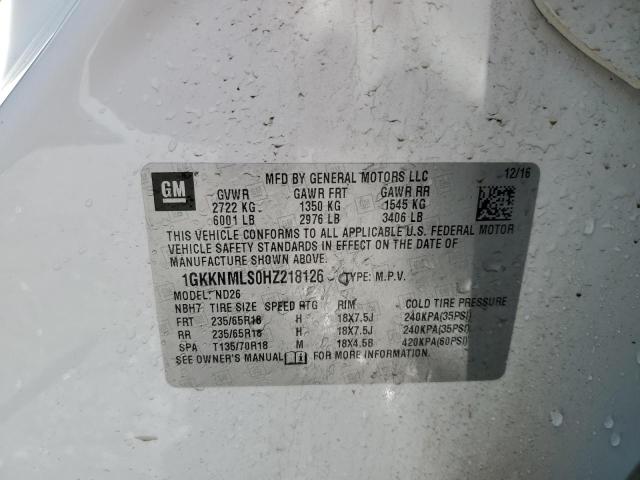 GM
MFD BY GENERAL MOTORS LLC 12/16
GVWR GAWR FRT GAWR RR
2722 KG 1350 KG 1545 KG
6001 LB 2976 LB 3406 LB
THIS VEHICLE CONFORMS TO ALL APPLICABLE U.S. FEDERAL MOTOR
VEHICLE SAFETY STANDARDS IN EFFECT ON THE DATE OF
MANUFACTURE SHOWN ABOVE.
1GKKNMLS0HZ218126 TYPE: M.P.V.
MODEL: ND26
NBH7 TIRE SIZE SPEED RTG RIM COLD TIRE PRESSURE
FRT 235/65R18 H 18X7.5J 240KPA(35PSI)
RR 235/65R18 H 18X7.5J 240KPA(35PSI)
SPA T135/70R18 M 18X4.5B 420KPA(60PSI)
SEE OWNER'S MANUAL FOR MORE INFORMATION.